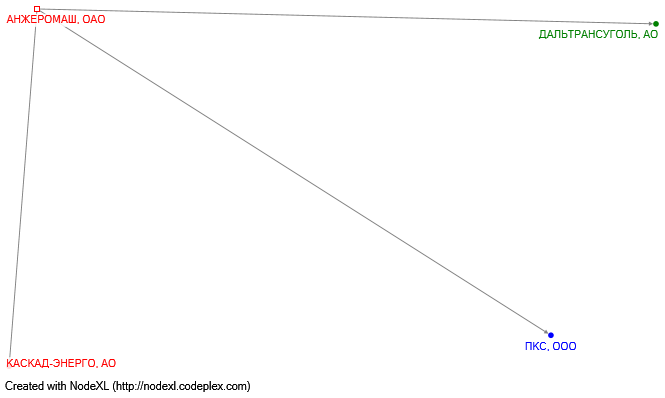 АНЖЕРОМАШ, ОАО
ДАЛЬТРАНСУГОЛЬ, АО
ПКС, ООО
КАСКАД-ЭНЕРГО, АО
Created with NodeXL (http://nodexl.codeplex.com)